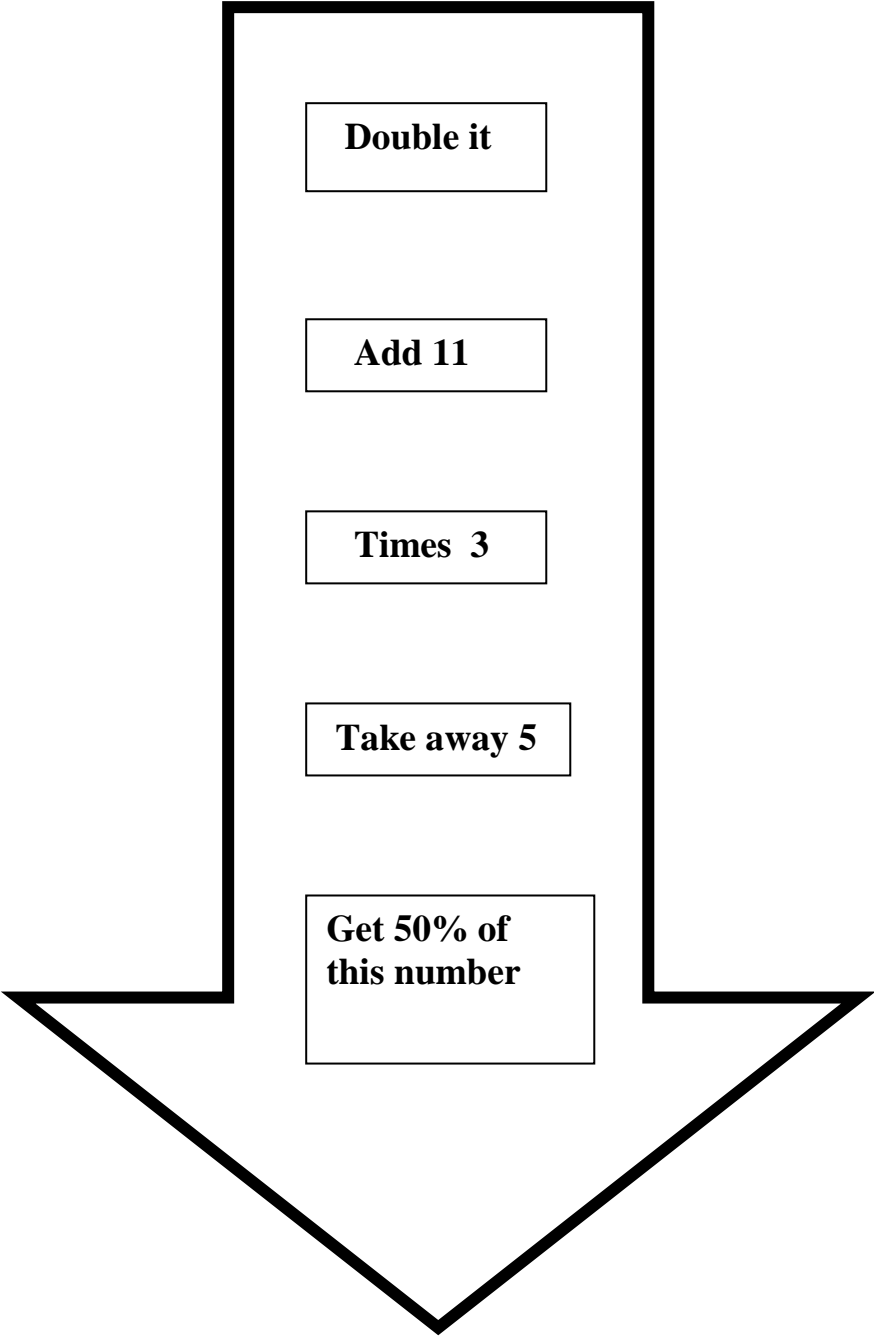 Double it
Add 11
Times 3
Take away 5
Get 50% of
this number